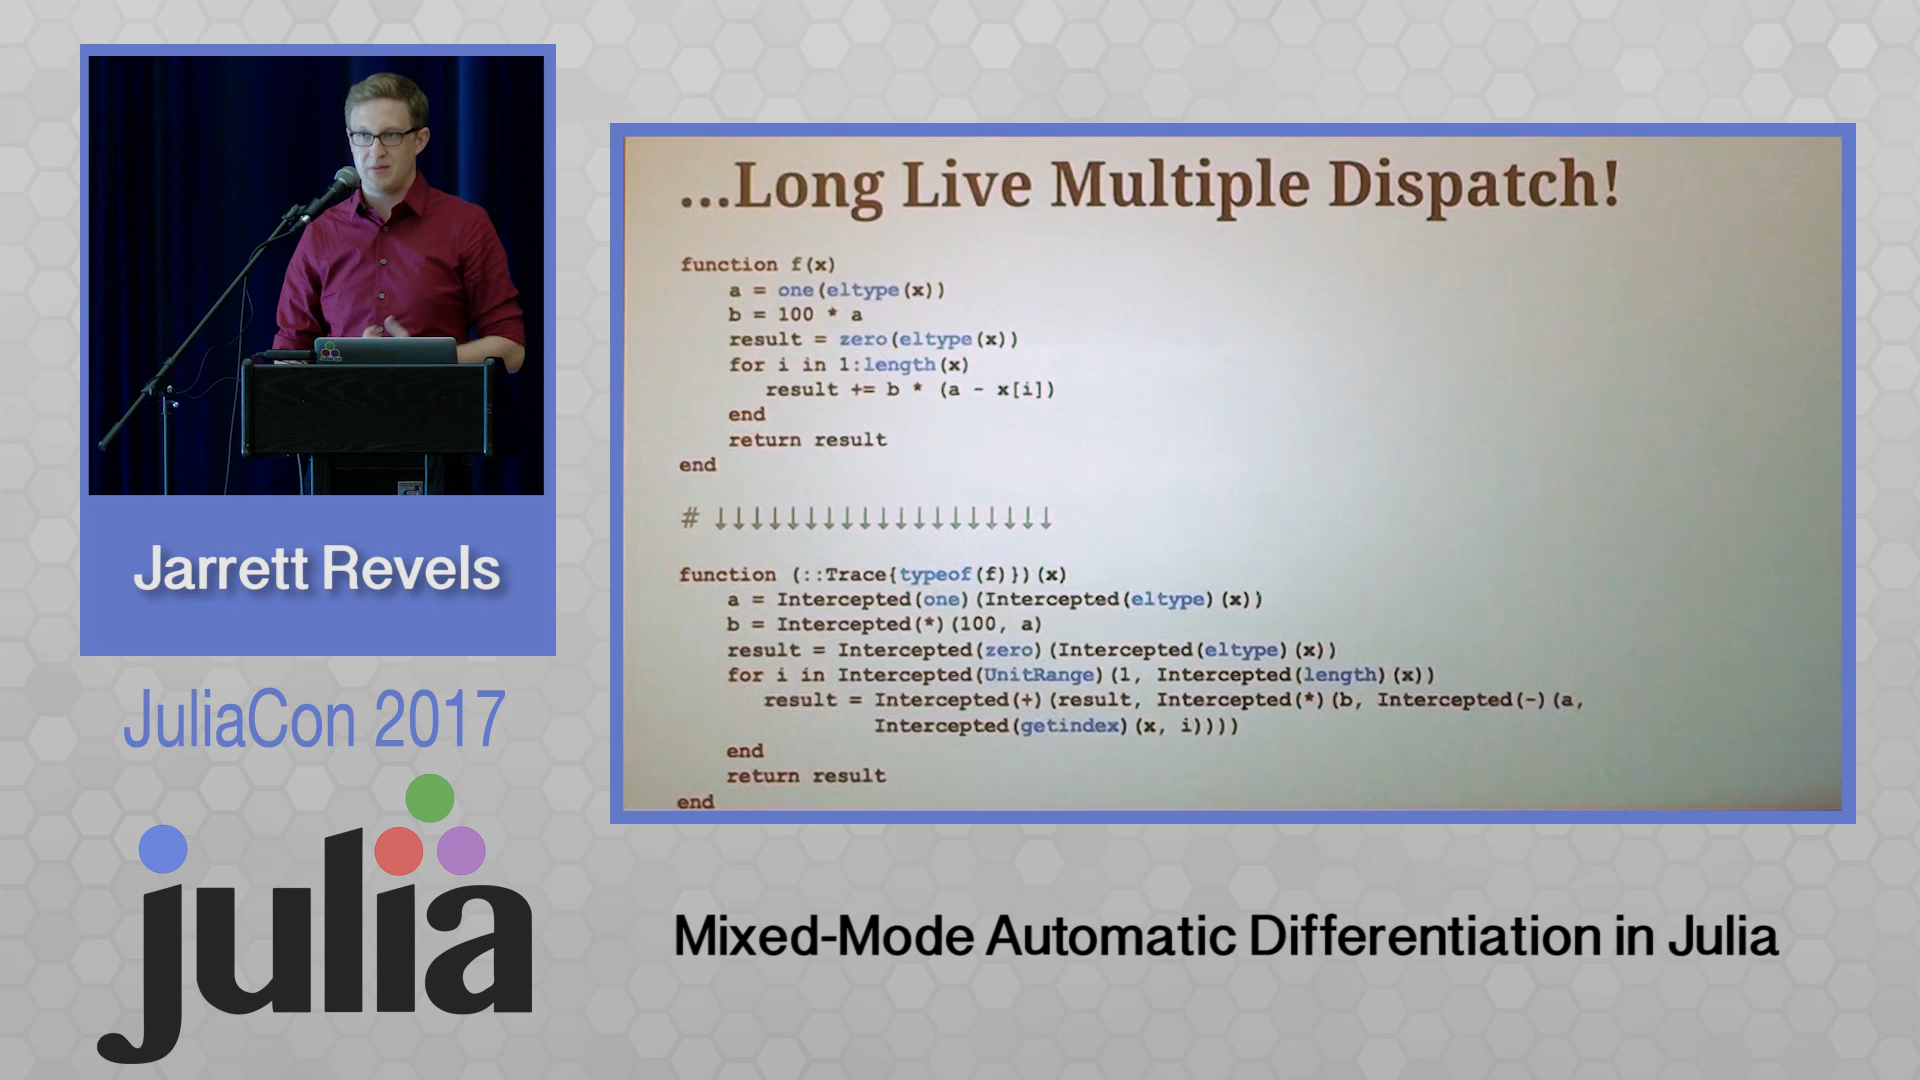 Jarrett Revels
JuliaCon 2017
julia
...Long Live Multiple Dispatch!
function f(x)
    a = one(eltype(x))
    b = 100 * a
    result = zero(eltype(x))
    for i in 1:length(x)
       result += b * (a - x[i])
    end
    return result
end
# ↓↓↓↓↓↓↓↓↓↓↓↓↓↓↓↓↓↓↓
function (::Trace{typeof(f)})(x)
    a = Intercepted(one)(Intercepted(eltype)(x))
    b = Intercepted(*)(100, a)
    result = Intercepted(zero)(Intercepted(eltype)(x))
    for i in Intercepted(UnitRange)(1, Intercepted(length)(x))
       result = Intercepted(+)(result, Intercepted(*)(b, Intercepted(-)(a,
                Intercepted(getindex)(x, i))))
    end
    return result
end
Mixed-Mode Automatic Differentiation in Julia